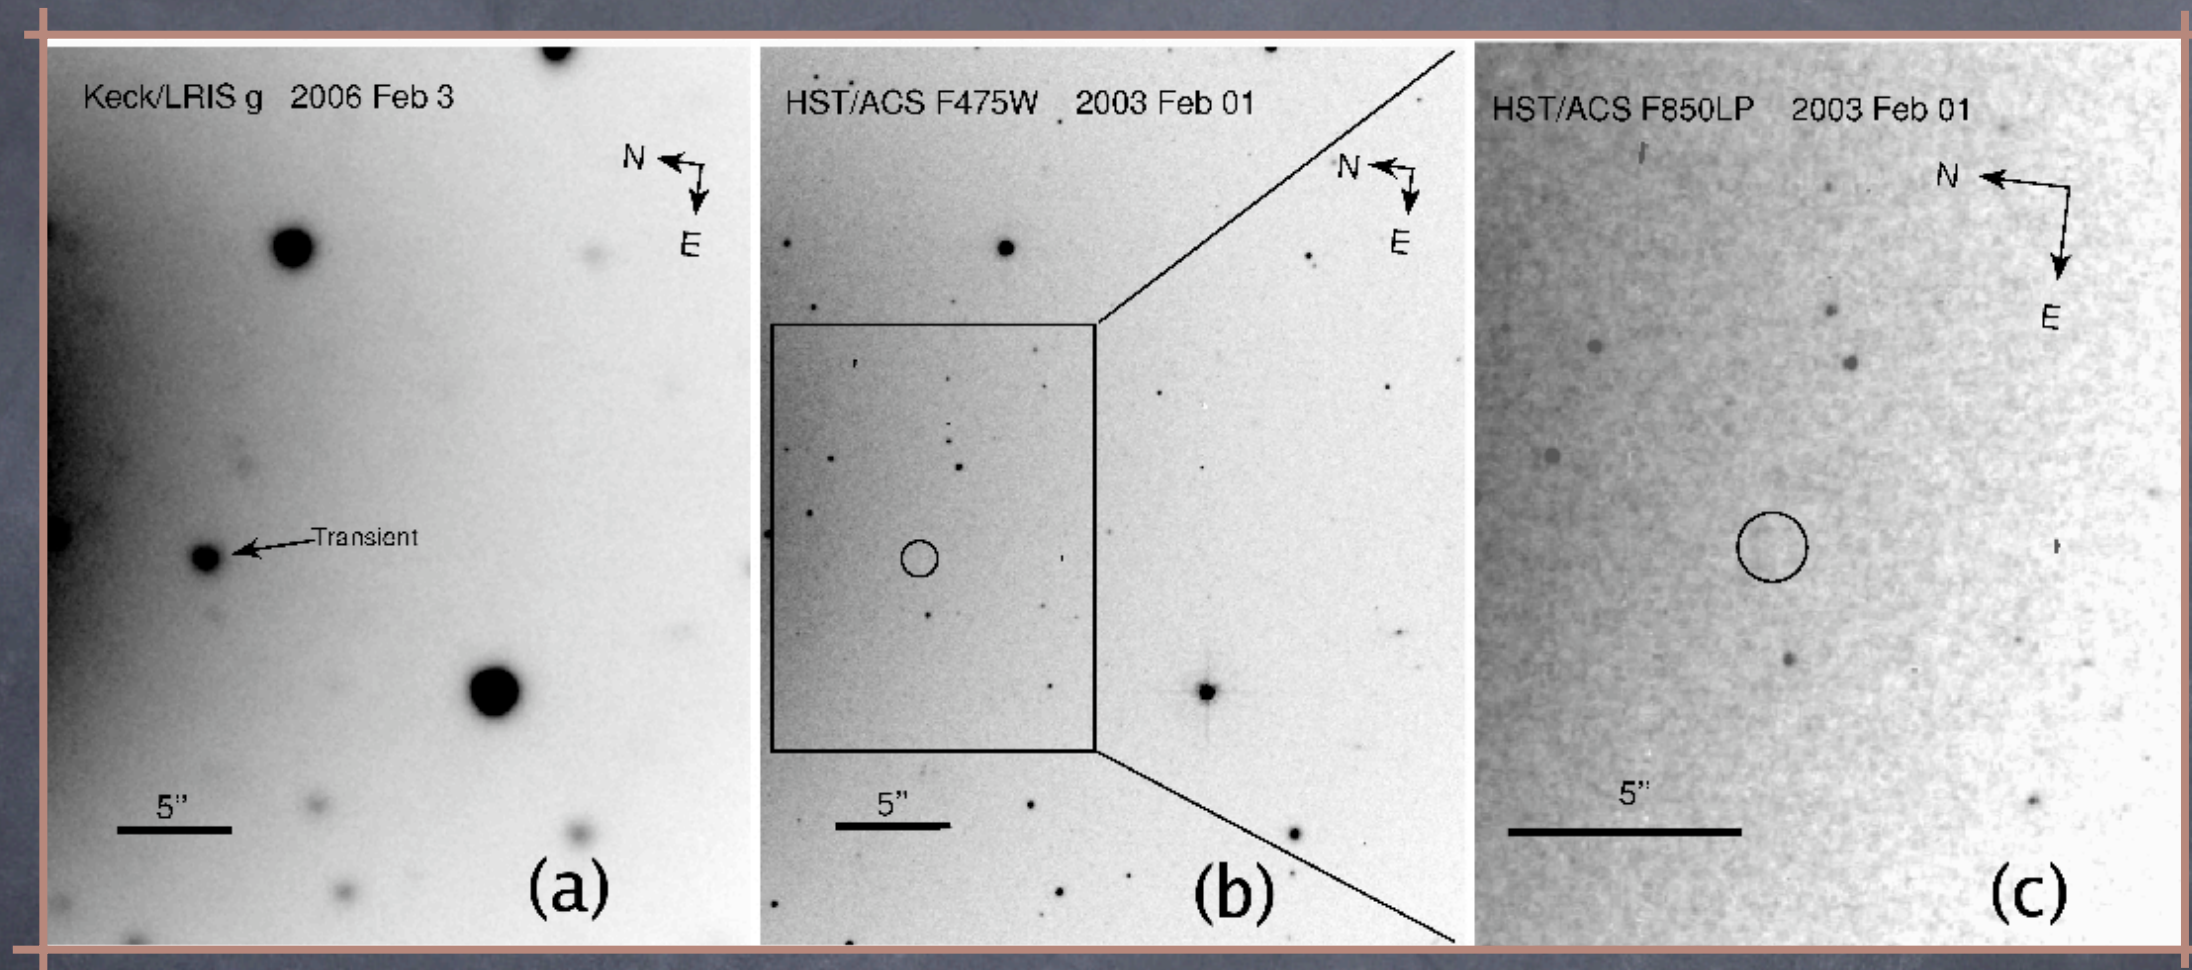 Keck/LRIS g 2006 Feb 3
N
E
Transient
5”
(a)
HST/ACS F475W 2003 Feb 01
N
E
5”
(b)
HST/ACS F850LP 2003 Feb 01
N
E
5”
(c)